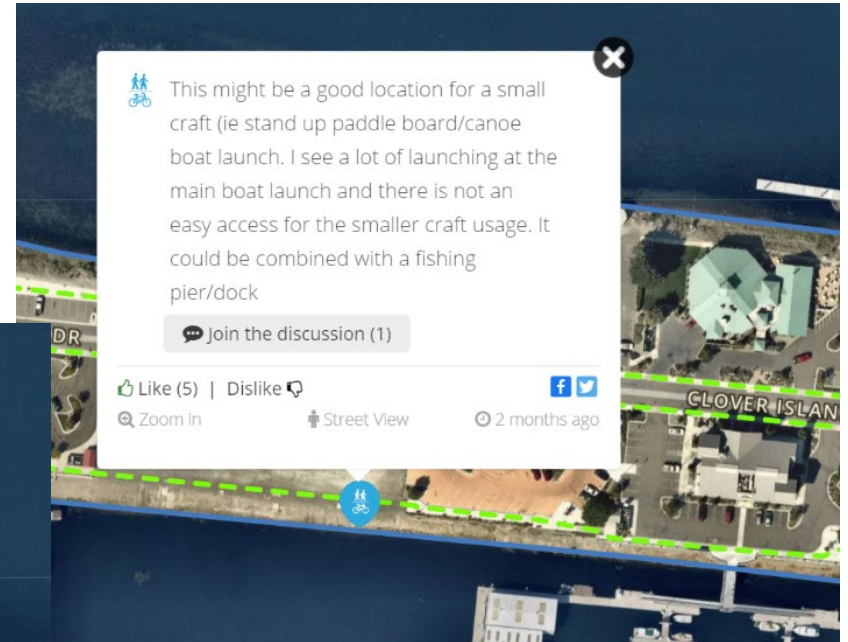 This might be a good location for a small
craft (ie stand up paddle board/canoe
boat launch. I see a lot of launching at the
main boat launch and there is not an
easy access for the smaller craft usage. It
could be combined with a fishing
pier/dock
Join the discussion (1)
Like (5) | Dislike
Zoom in Street View 2 months ago
DR
CLOVER ISLAN